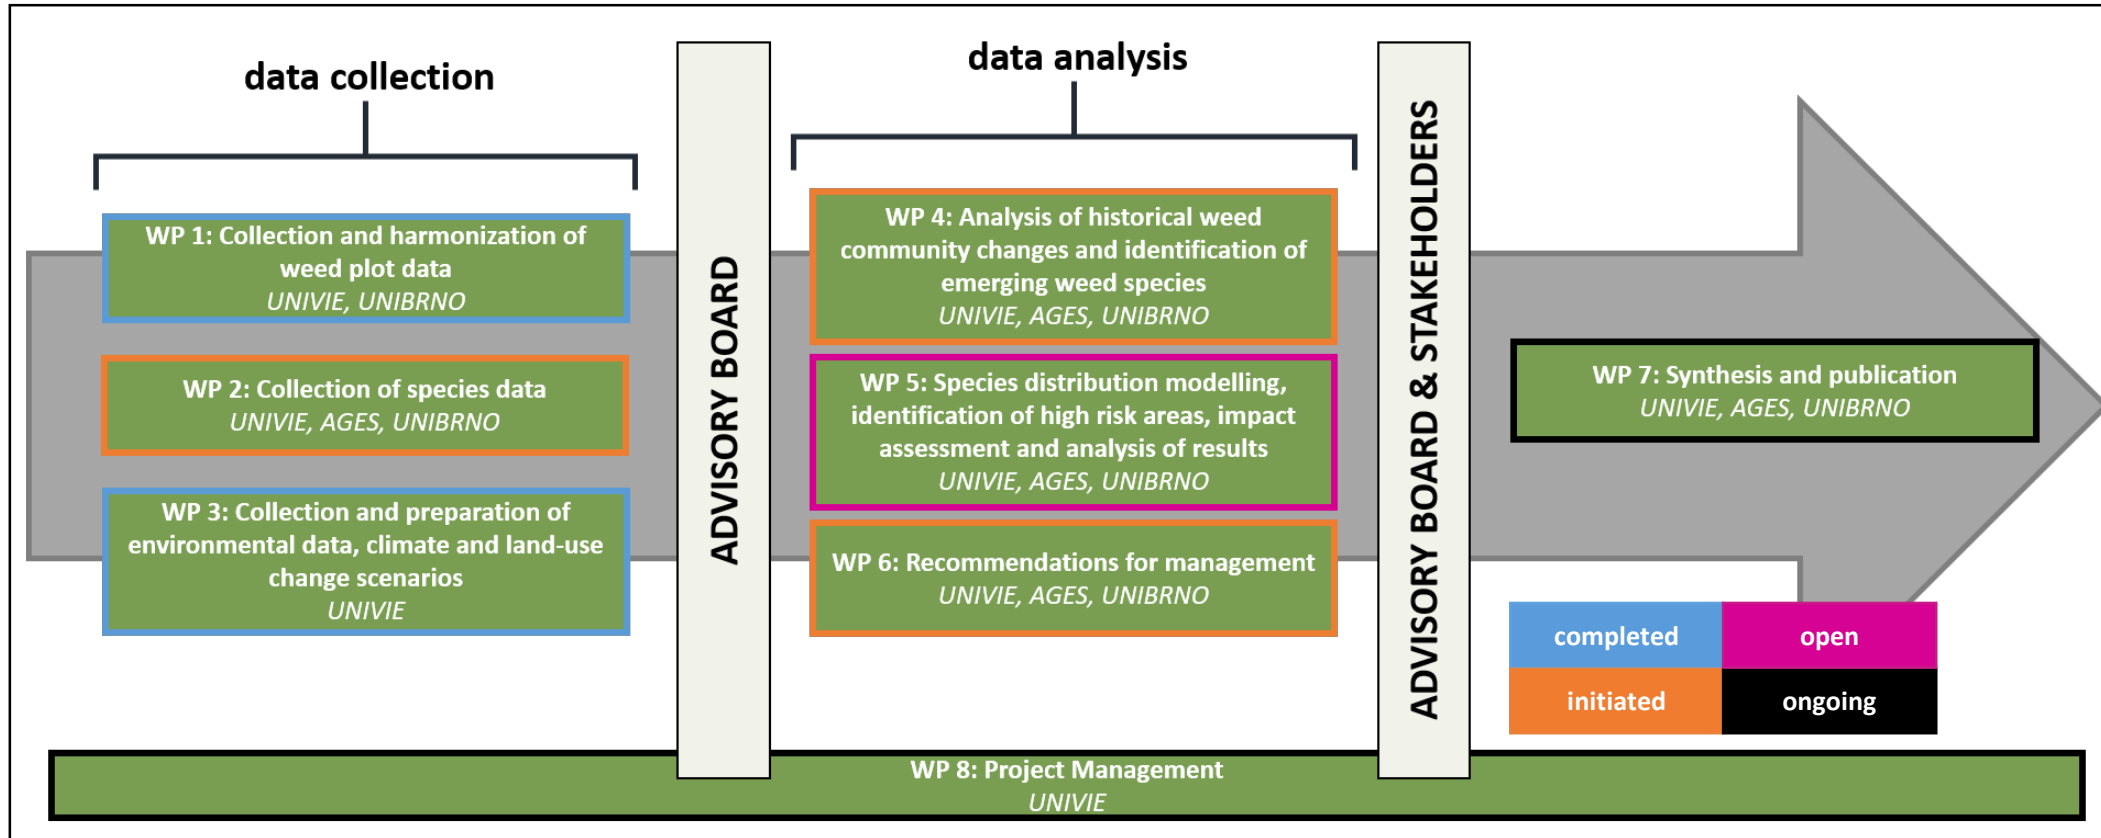 data collection
WP 1: Collection and harmonization of
weed plot data
UNIVIE, UNIBRNO
WP 2: Collection of species data
UNIVIE, AGES, UNIBRNO
WP 3: Collection and preparation of
environmental data, climate and land-use
change scenarios
UNIVIE
ADVISORY BOARD
data analysis
WP 4: Analysis of historical weed
community changes and identification of
emerging weed species
UNIVIE, AGES, UNIBRNO
WP 5: Species distribution modelling,
identification of high risk areas, impact
assessment and analysis of results
UNIVIE, AGES, UNIBRNO
WP 6: Recommendations for management
UNIVIE, AGES, UNIBRNO
ADVISORY BOARD & STAKEHOLDERS
WP 7: Synthesis and publication
UNIVIE, AGES, UNIBRNO
completed
open
initiated
ongoing
WP 8: Project Management
UNIVIE